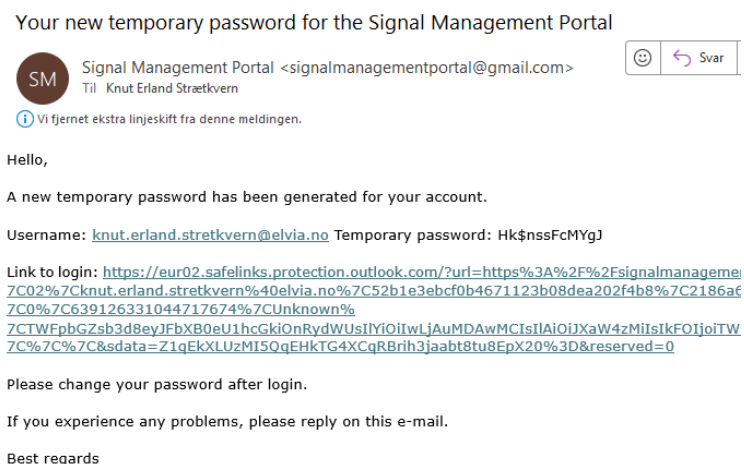 Your new temporary password for the Signal Management Portal
SM
Signal Management Portal <signalmanagementportal@gmail.com>
Til Knut Erland Strætkvern
Svar
Vi fjernet ekstra linjeskift fra denne meldingen.
Hello,
A new temporary password has been generated for your account.
Username: knut.erland.stretkvern@elvia.no Temporary password: Hk$nssFcMYgJ
Link to login: https://eur02.safelinks.protection.outlook.com/?url=https%3A%2F%2Fsignalmanagemen
7C02%7Cknut.erland.stretkvern%40elvia.no%7C52b1e3ebcf0b4671123b08dea202f4b8%7C2186a6
7C0%7C639126331044717674%7CUnknown%
7CTWFpbGZsb3d8eyJFbXB0eU1hcGkiOnRydWUsIlYiOiIwLjAuMDAwMCIsIlAiOiJXaW4zMiIsIkFOIjoiTW
7C%7C%7C&sdata=Z1qEkXLUzMI5QqEHkTG4XCqRBrih3jaabt8tu8EpX20%3D&reserved=0
Please change your password after login.
If you experience any problems, please reply on this e-mail.
Best regards